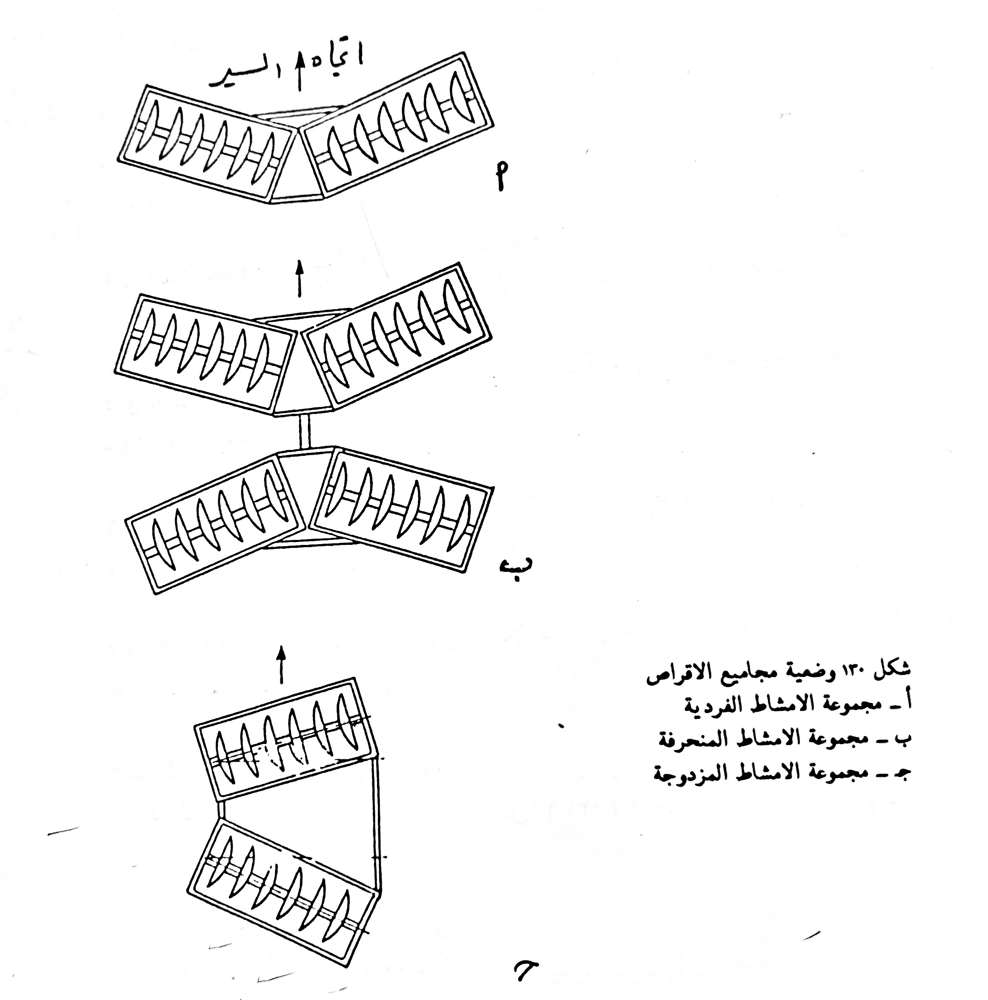 اتجاه السير
أ
ب
شكل ١٣٠ وضعية مجاميع الاقراص
أ ـ مجموعة الامشاط الفردية
ب ـ مجموعة الامشاط المنحرفة
جـ ـ مجموعة الامشاط المزدوجة
ج